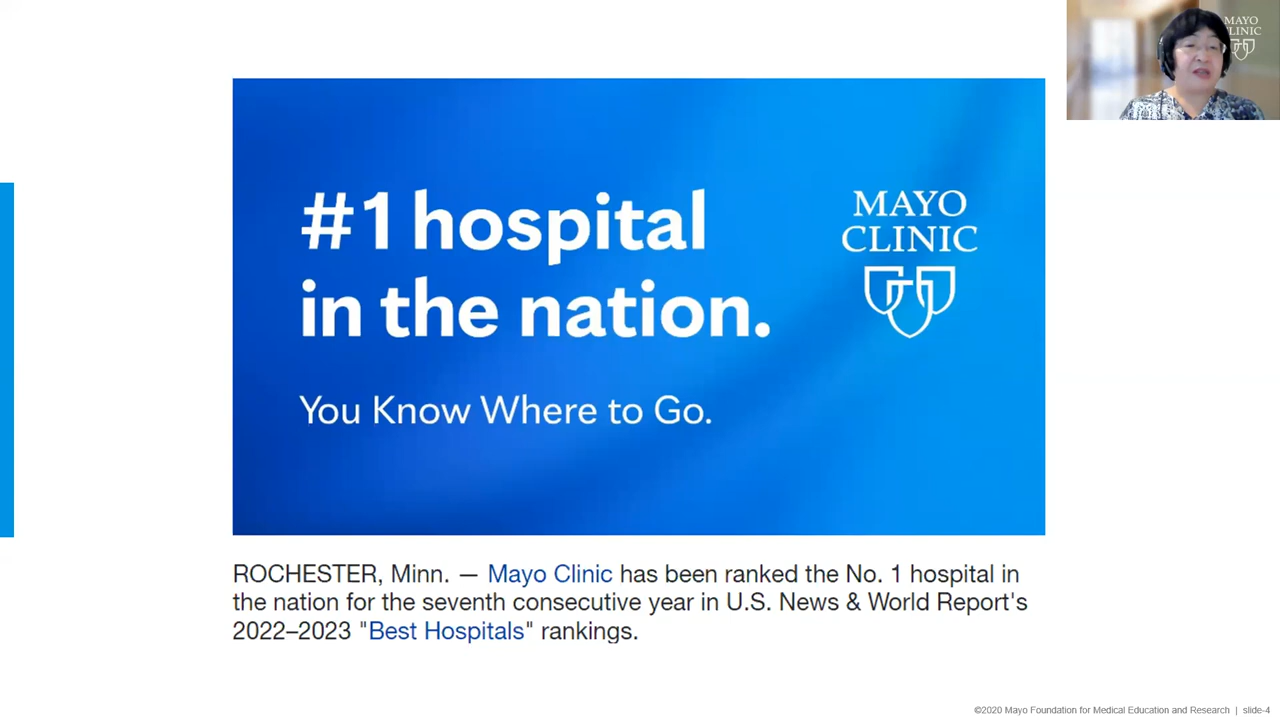 MAYO
CLINIC
#1 hospital
in the nation.
MAYO
CLINIC
You Know Where to Go.
ROCHESTER, Minn. — Mayo Clinic has been ranked the No. 1 hospital in
the nation for the seventh consecutive year in U.S. News & World Report's
2022–2023 "Best Hospitals" rankings.
©2020 Mayo Foundation for Medical Education and Research | slide-4